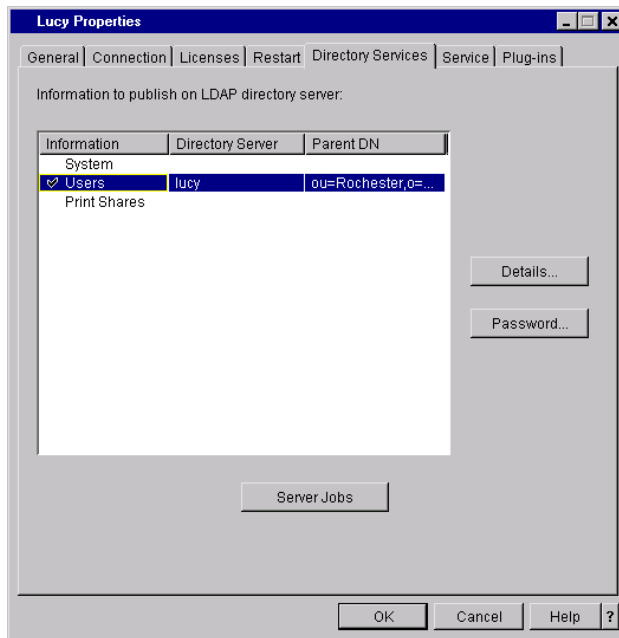 Lucy Properties
General Connection Licenses Restart Directory Services Service Plug-ins
Information to publish on LDAP directory server:
Information Directory Server Parent DN
System
Users lucy ou=Rochester,o=...
Print Shares
Details...
Password...
Server Jobs
OK Cancel Help ?